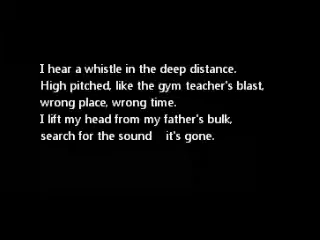 I hear a whistle in the deep distance.
High pitched, like the gym teacher's blast,
wrong place, wrong time.
I lift my head from my father's bulk,
search for the sound    it's gone.